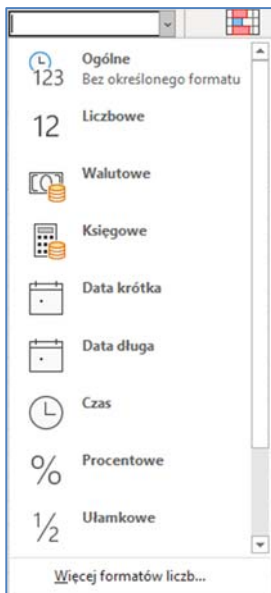 Ogólne
123
Bez określonego formatu
12
Liczbowe
Walutowe
Księgowe
Data krótka
Data długa
Czas
%
Procentowe
½
Ułamkowe
Więcej formatów liczb...